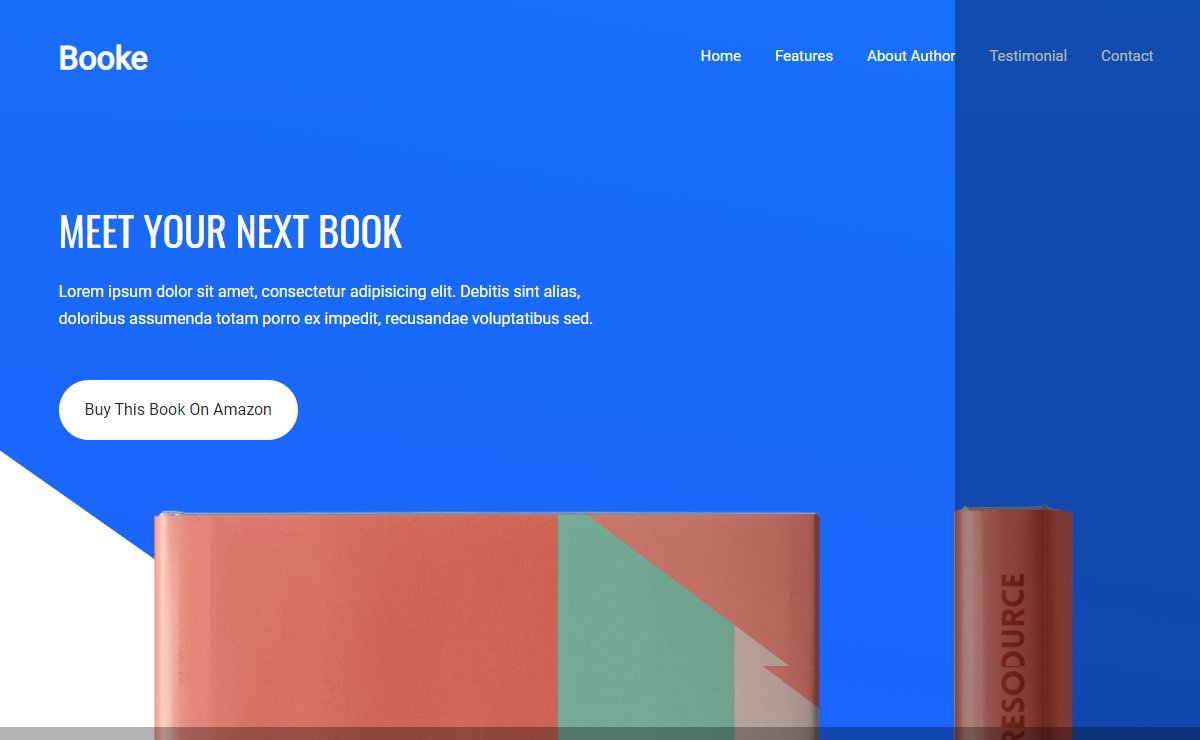 Booke
Home Features About Author Testimonial Contact
MEET YOUR NEXT BOOK
Lorem ipsum dolor sit amet, consectetur adipisicing elit. Debitis sint alias,
doloribus assumenda totam porro ex impedit, recusandae voluptatibus sed.
Buy This Book On Amazon
RESOURCE